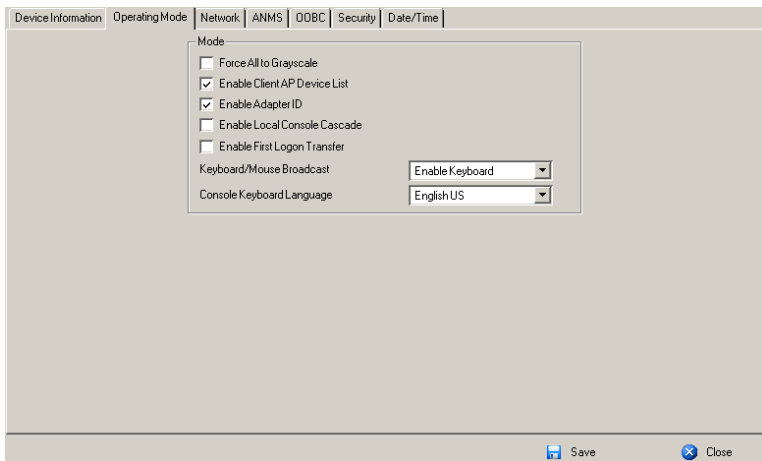 Device Information Operating Mode Network ANMS OOBC Security Date/Time
Mode
Force All to Grayscale
Enable Client AP Device List
Enable Adapter ID
Enable Local Console Cascade
Enable First Logon Transfer
Keyboard/Mouse Broadcast Enable Keyboard
Console Keyboard Language English US
Save Close